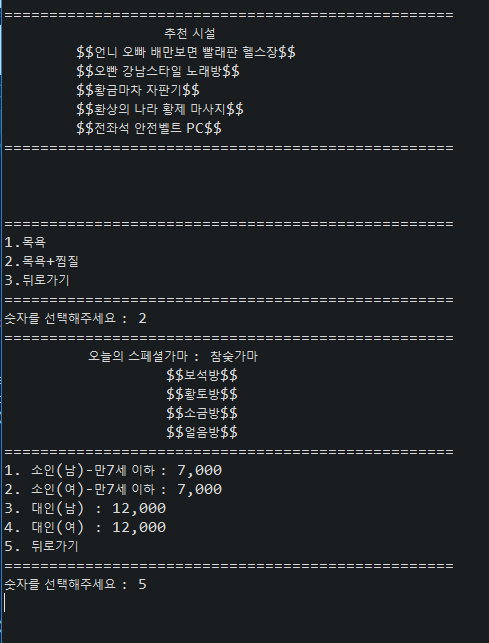 ==================================================
추천 시설
$$언니 오빠 배만보면 빨래판 헬스장$$
$$오빤 강남스타일 노래방$$
$$황금마차 자판기$$
$$환상의 나라 황제 마사지$$
$$전좌석 안전벨트 PC$$
==================================================
==================================================
1.목욕
2.목욕+찜질
3.뒤로가기
==================================================
숫자를 선택해주세요 : 2
==================================================
오늘의 스페셜가마 : 참숯가마
$$보석방$$
$$황토방$$
$$소금방$$
$$얼음방$$
==================================================
1. 소인(남)-만7세 이하 : 7,000
2. 소인(여)-만7세 이하 : 7,000
3. 대인(남) : 12,000
4. 대인(여) : 12,000
5. 뒤로가기
==================================================
숫자를 선택해주세요 : 5